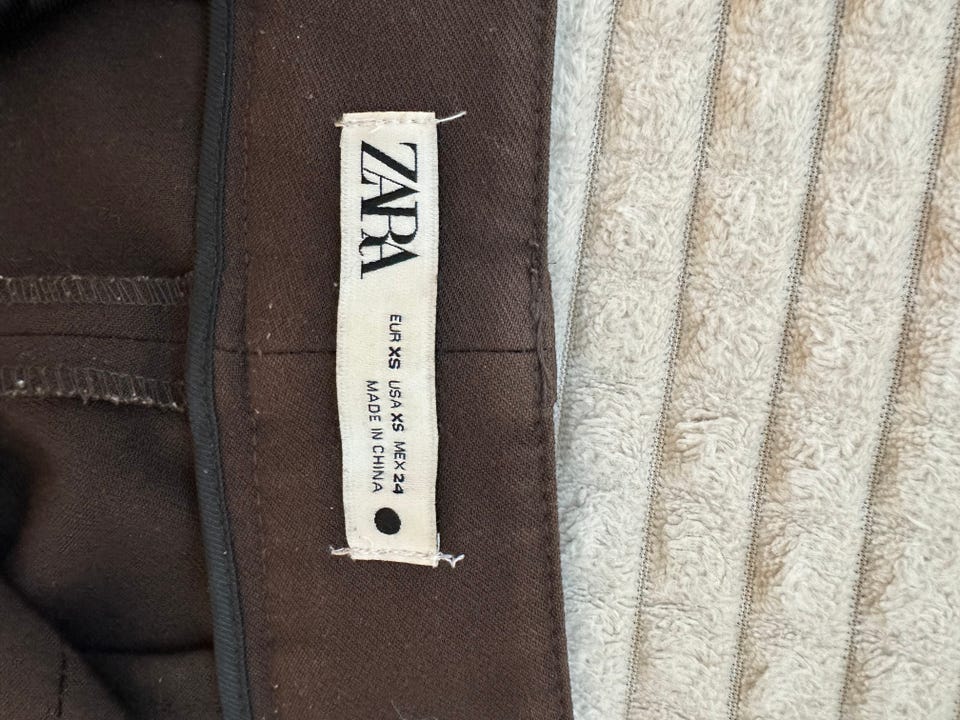 ZARA
EUR XS USA XS MEX 24
MADE IN CHINA